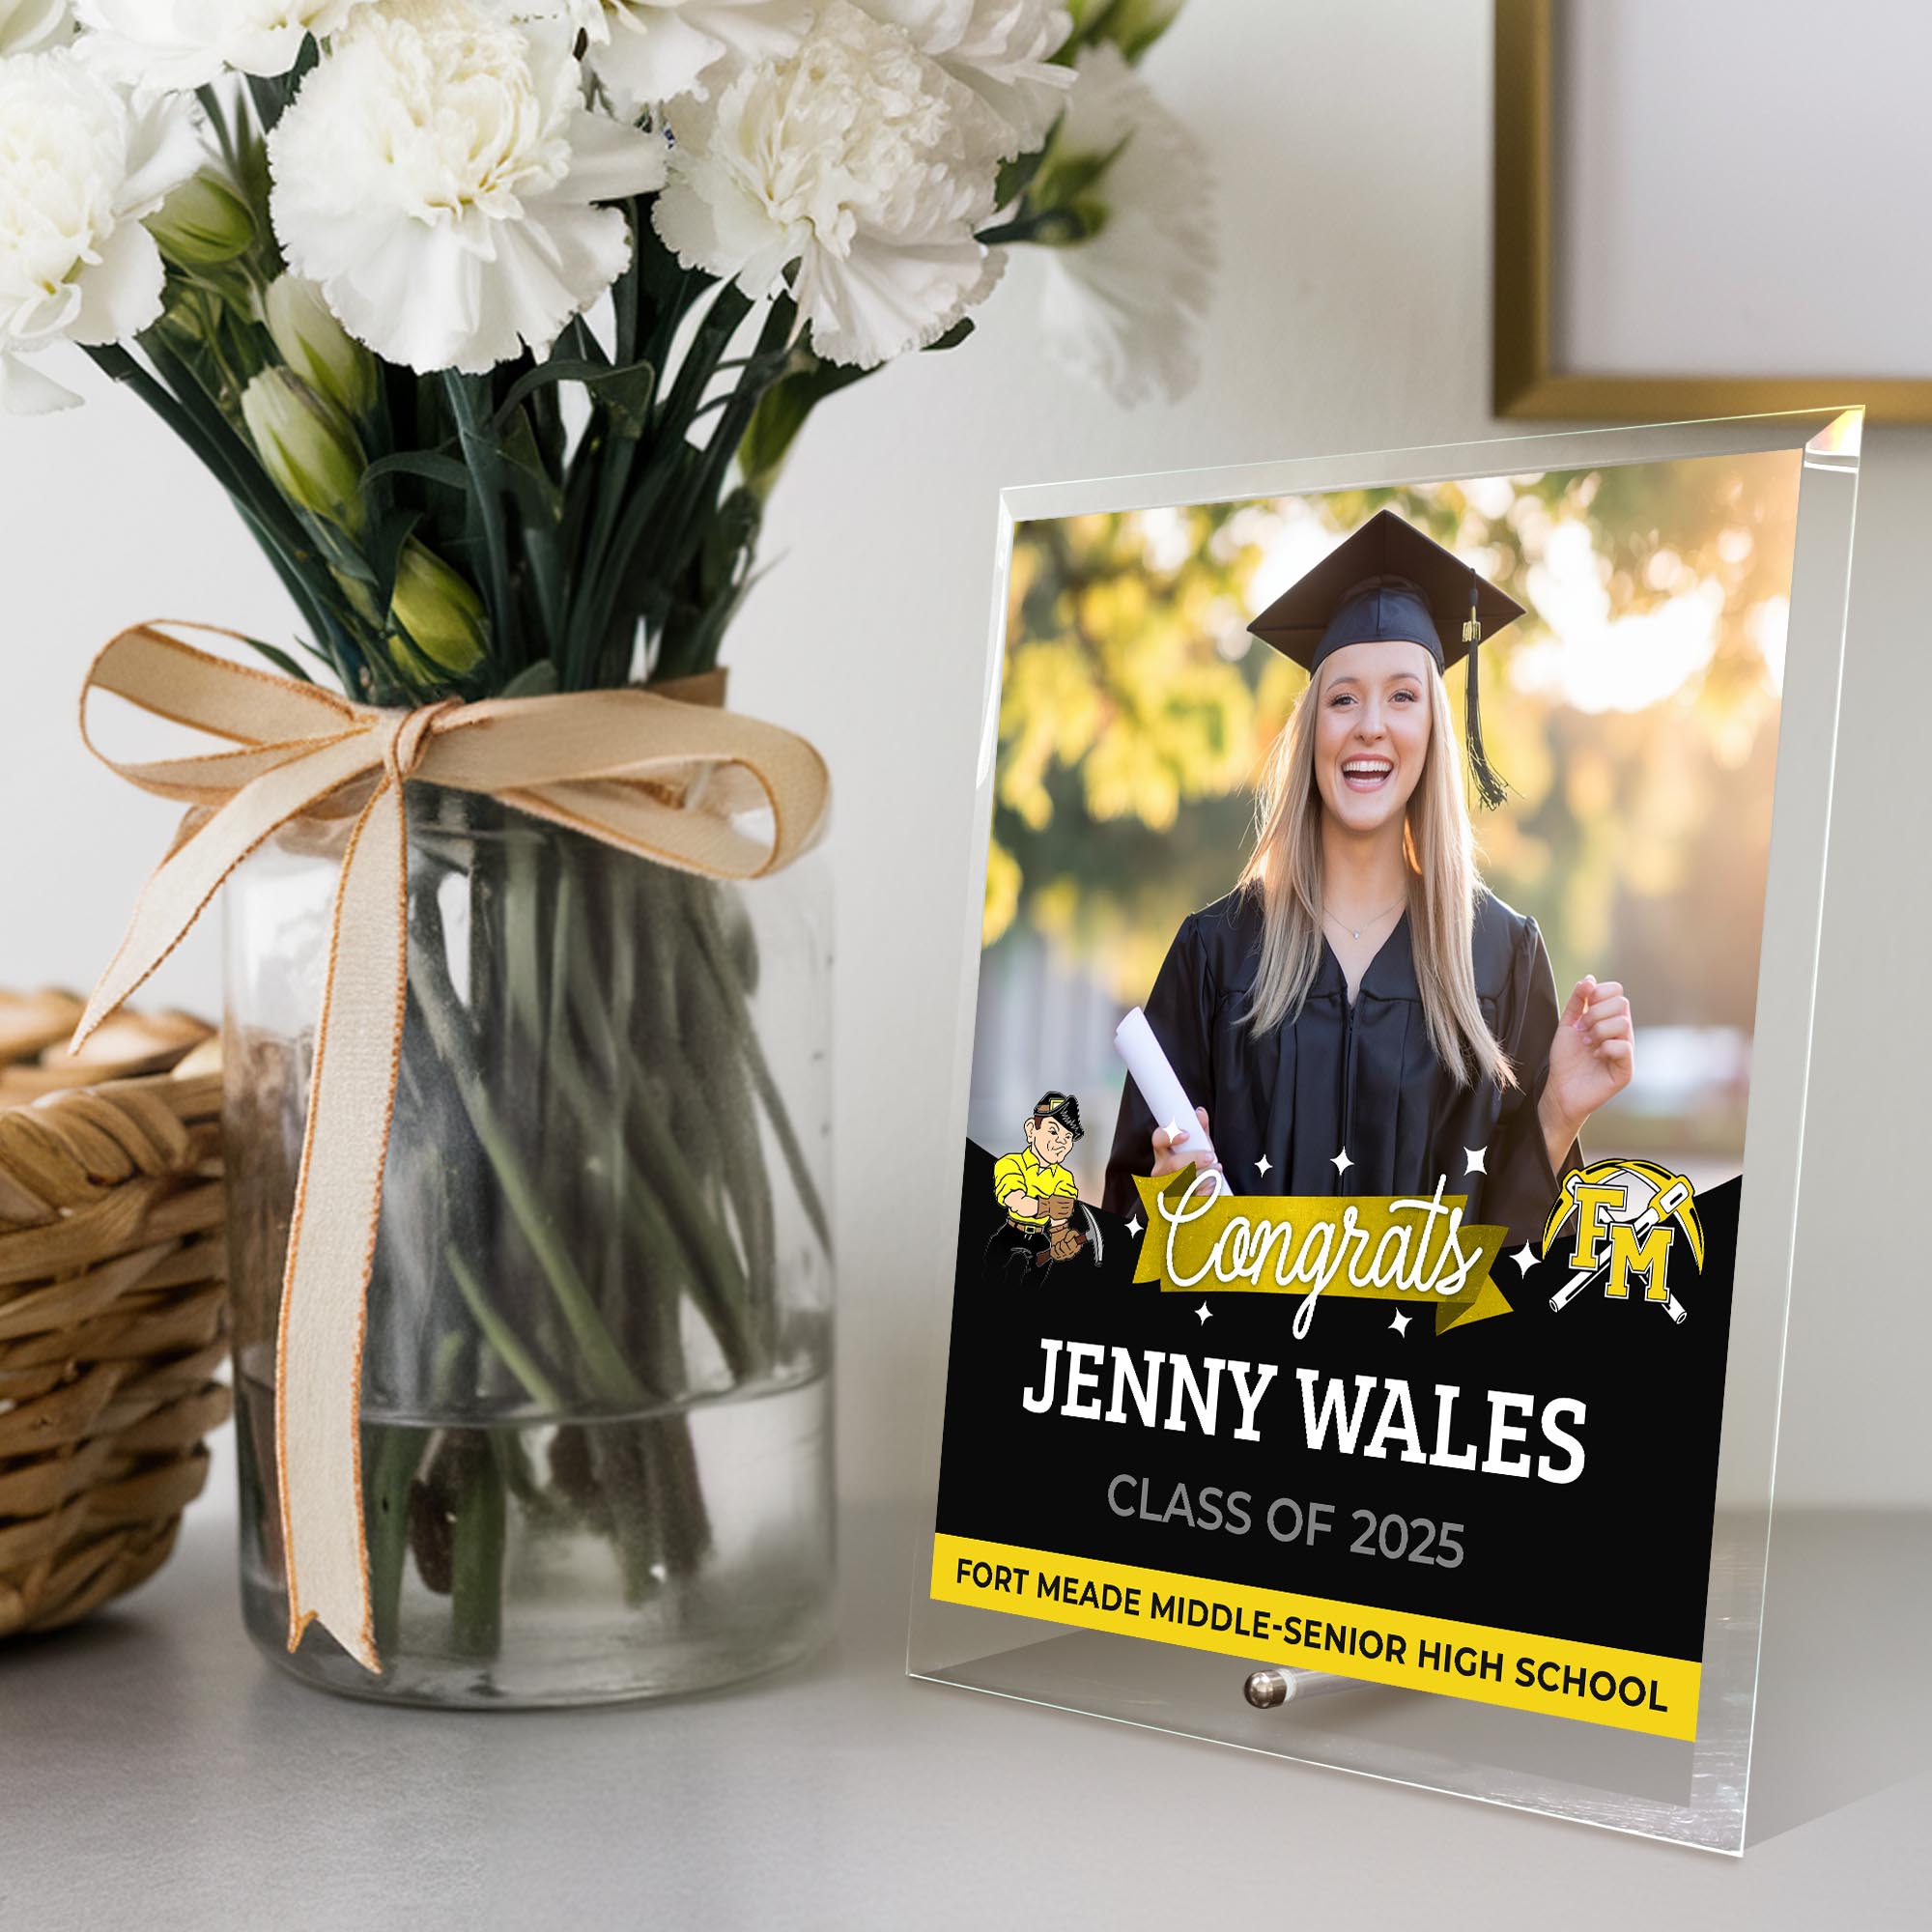 Congrats
FM
JENNY WALES
CLASS OF 2025
FORT MEADE MIDDLE-SENIOR HIGH SCHOOL